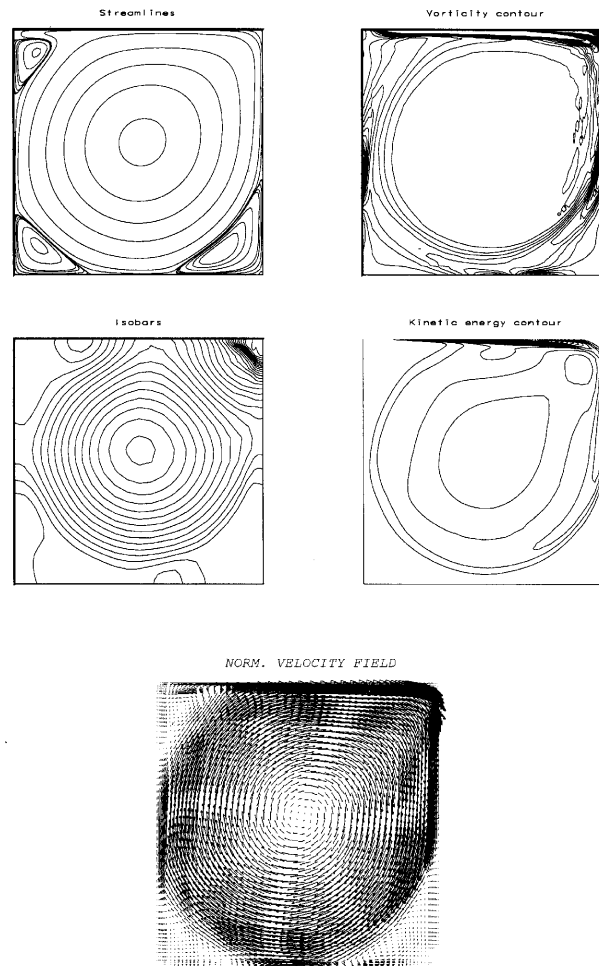 Streamlines
Vorticity contour
Isobars
Kinetic energy contour
NORM. VELOCITY FIELD